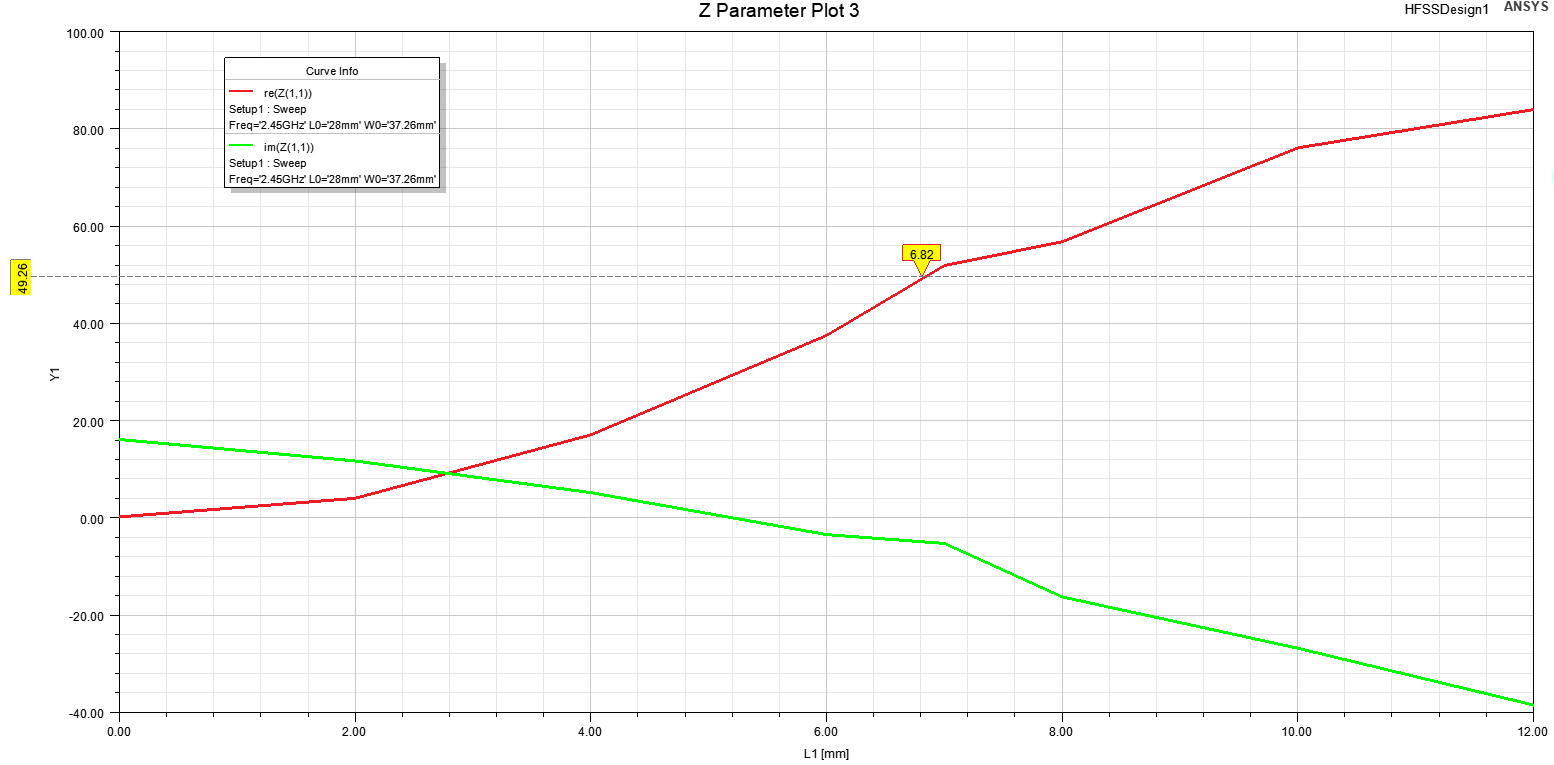 Z Parameter Plot 3
HFSSDesign1
ANSYS
100.00
80.00
60.00
40.00
20.00
0.00
-20.00
-40.00
Y1
49.26
Curve Info
re(Z(1,1))
Setup1 : Sweep
Freq='2.45GHz' L0='28mm' W0='37.26mm'
im(Z(1,1))
Setup1 : Sweep
Freq='2.45GHz' L0='28mm' W0='37.26mm'
6.82
0.00
2.00
4.00
6.00
8.00
10.00
12.00
L1 [mm]